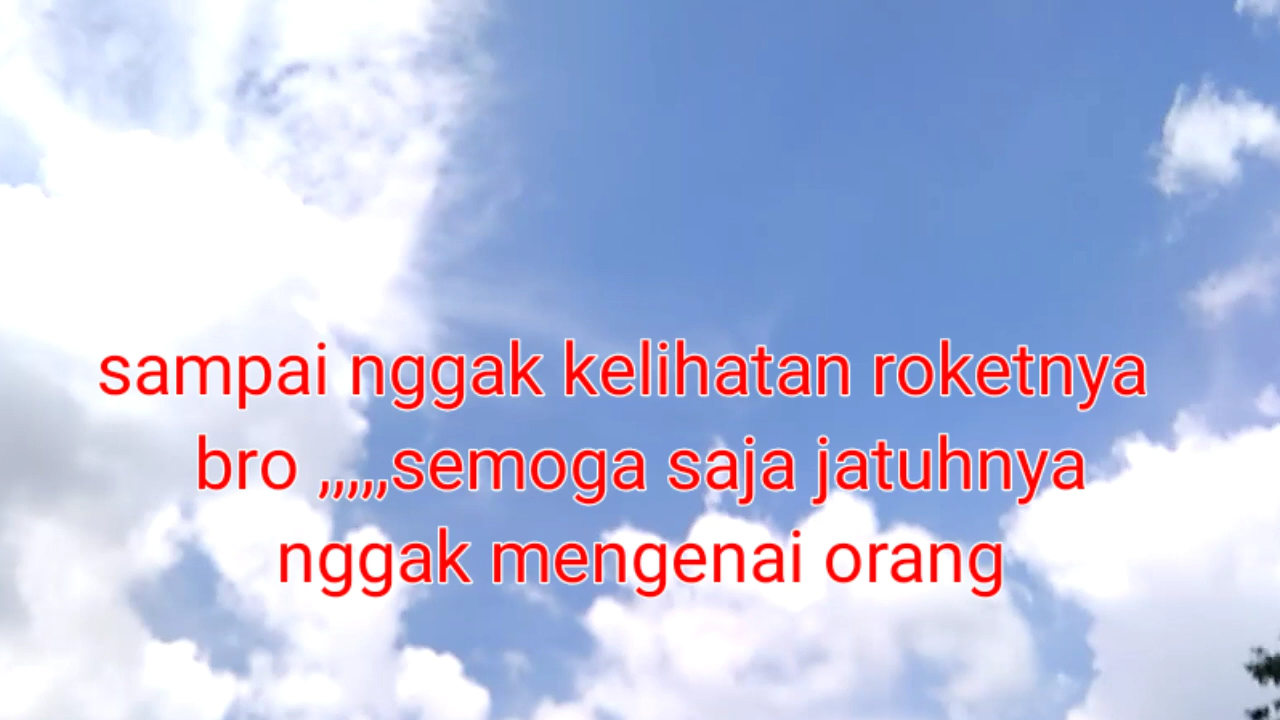 sampai nggak kelihatan roketnya
bro ,,,,,semoga saja jatuhnya
nggak mengenai orang